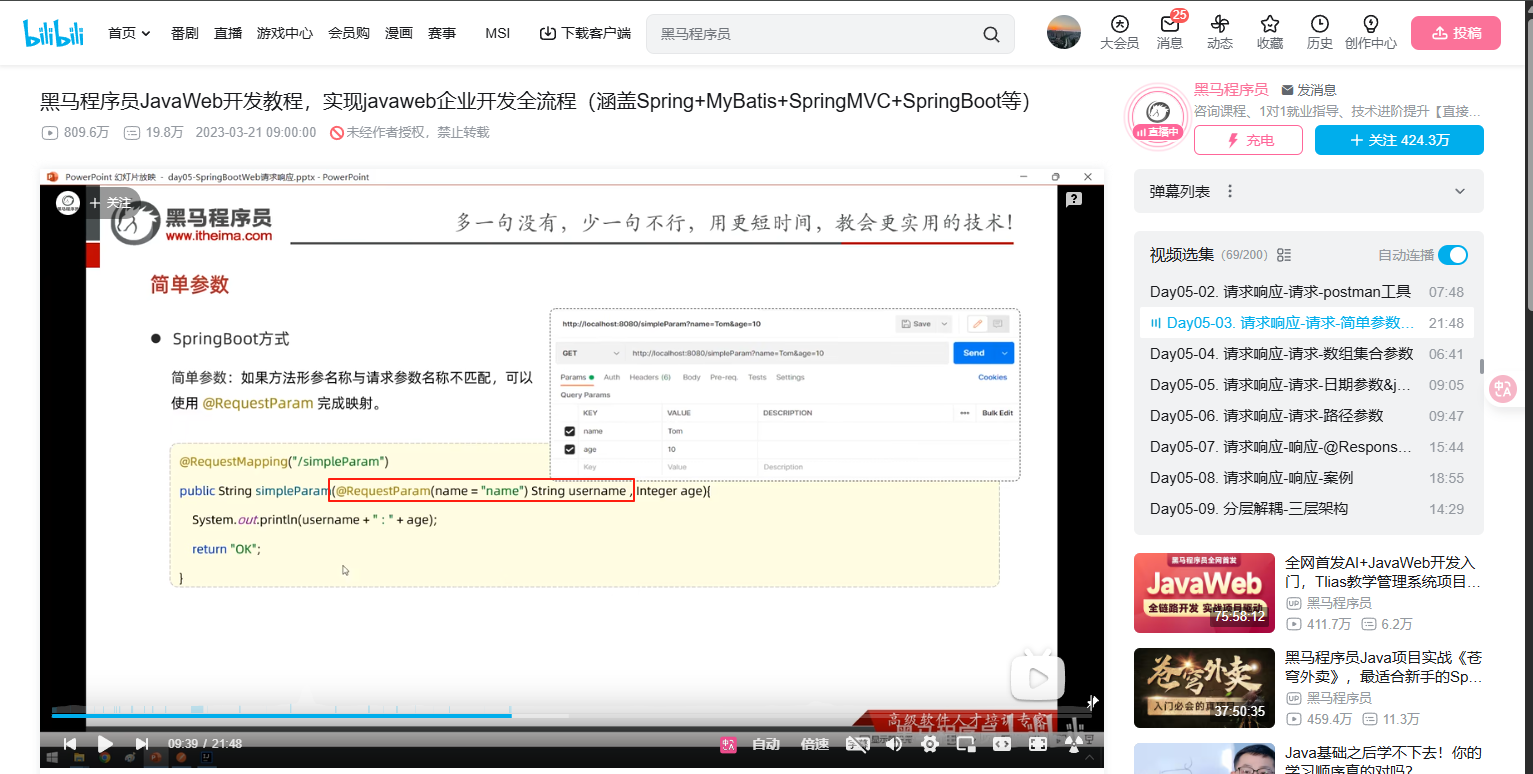 bilibili
首页 番剧 直播 游戏中心 会员购 漫画 赛事 MSI 下载客户端
黑马程序员
25
大会员 消息 动态 收藏 历史 创作中心 投稿
黑马程序员JavaWeb开发教程，实现javaweb企业开发全流程（涵盖Spring+MyBatis+SpringMVC+SpringBoot等）
809.6万 19.8万 2023-03-21 09:00:00 未经作者授权，禁止转载
黑马程序员 发消息
咨询课程、1对1就业指导、技术进阶提升【直接…
直播中
充电 + 关注 424.3万
PowerPoint 幻灯片放映 - day05-SpringBootWeb请求响应.pptx - PowerPoint
+ 关注
黑马程序员
www.itheima.com
多一句没有，少一句不行，用更短时间，教会更实用的技术！
简单参数
SpringBoot方式
简单参数：如果方法形参名称与请求参数名称不匹配，可以
使用 @RequestParam 完成映射。
http://localhost:8080/simpleParam?name=Tom&age=10 Save
GET http://localhost:8080/simpleParam?name=Tom&age=10 Send
Params Auth Headers (6) Body Pre-req. Tests Settings Cookies
Query Params
KEY VALUE DESCRIPTION ••• Bulk Edit
name Tom
age 10
Key Value Description
@RequestMapping("/simpleParam")
public String simpleParam(@RequestParam(name = "name") String username , Integer age){
System.out.println(username + " : " + age);
return "OK";
}
高级软件人才培训专家
09:39 / 21:48 自动 倍速
弹幕列表
视频选集 (69/200) 自动连播
Day05-02. 请求响应-请求-postman工具 07:48
Day05-03. 请求响应-请求-简单参数… 21:48
Day05-04. 请求响应-请求-数组集合参数 06:41
Day05-05. 请求响应-请求-日期参数&j… 09:05
Day05-06. 请求响应-请求-路径参数 09:47
Day05-07. 请求响应-响应-@Respons… 15:44
Day05-08. 请求响应-响应-案例 18:55
Day05-09. 分层解耦-三层架构 14:29
黑马程序员全网首发
JavaWeb
全链路开发 实战项目驱动
75:58:12
全网首发AI+JavaWeb开发入
门，Tlias教学管理系统项目…
UP 黑马程序员
411.7万 6.2万
苍穹外卖
37:50:35
黑马程序员Java项目实战《苍
穹外卖》，最适合新手的Sp…
UP 黑马程序员
459.4万 11.3万
Java基础之后学不下去！你的
学习顺序真的对吗？